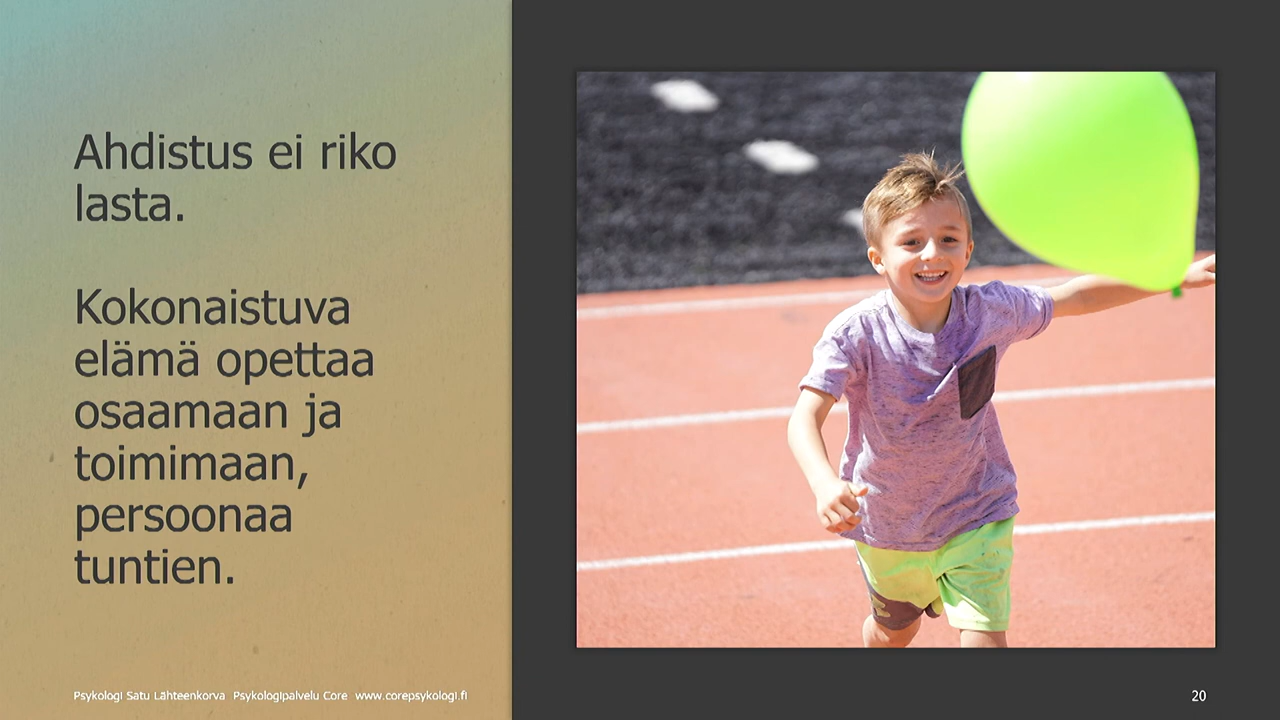 Ahdistus ei riko
lasta.
Kokonaistuva
elämä opettaa
osaamaan ja
toimimaan,
persoonaa
tuntien.
Psykologi Satu Lähteenkorva Psykologipalvelu Core www.corepsykologi.fi
20